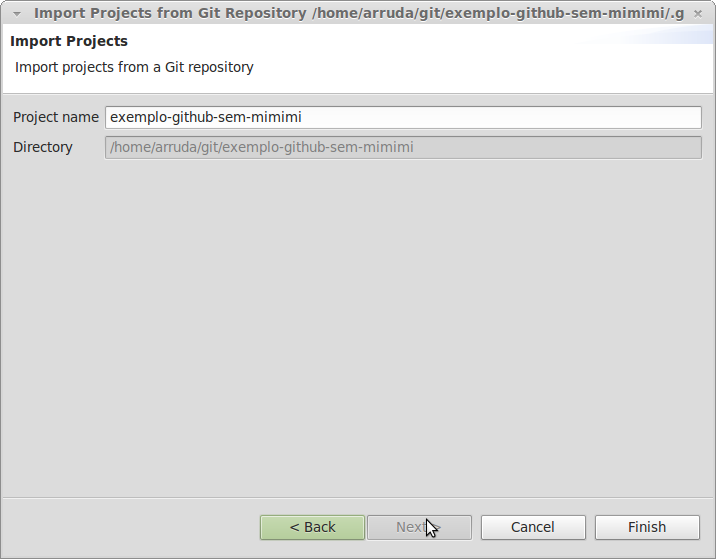 Import Projects from Git Repository /home/arruda/git/exemplo-github-sem-mimimi/.g
Import Projects
Import projects from a Git repository
Project name exemplo-github-sem-mimimi
Directory /home/arruda/git/exemplo-github-sem-mimimi
< Back Next > Cancel Finish